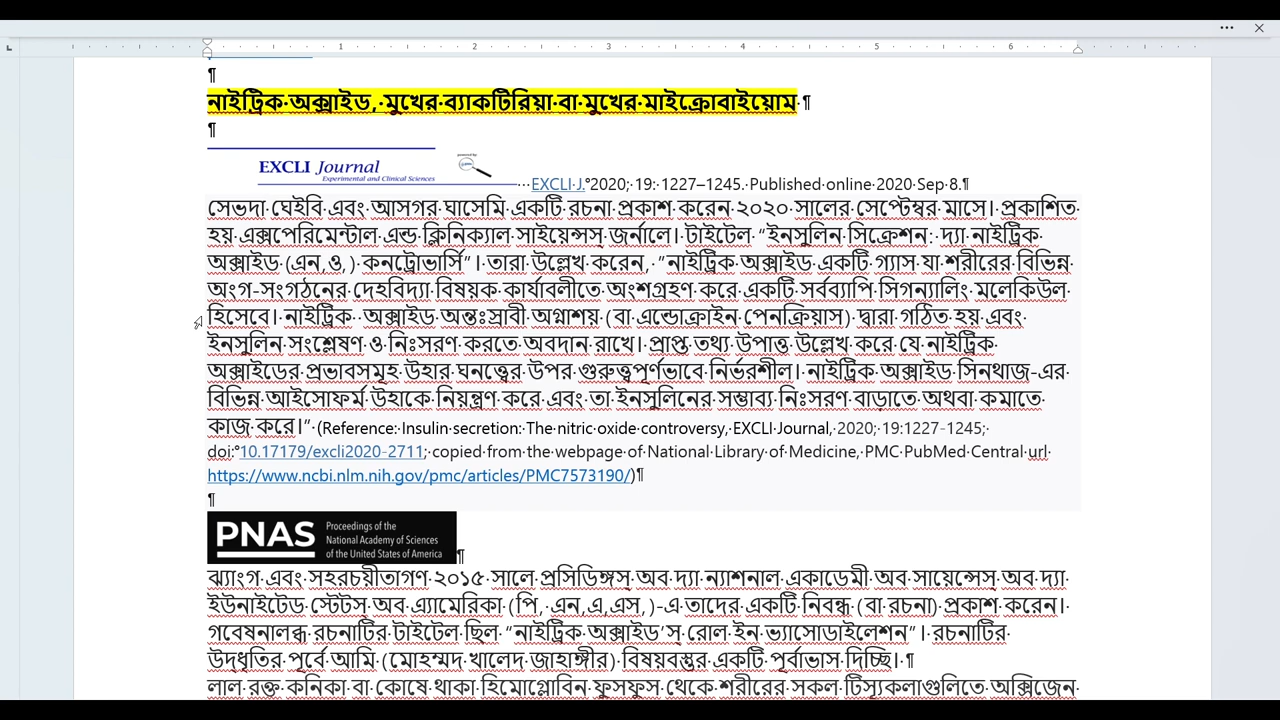 1 2 3 4 5 6
নাইট্রিক অক্সাইড, মুখের ব্যাকটিরিয়া বা মুখের মাইক্রোবাইয়োম ¶
EXCLI Journal
Experimental and Clinical Sciences
EXCLI J. 2020; 19: 1227–1245. Published online 2020 Sep 8.¶
সেভদা ঘেইবি এবং আসগর ঘাসেমি একটি রচনা প্রকাশ করেন ২০২০ সালের সেপ্টেম্বর মাসে। প্রকাশিত
হয় এক্সপেরিমেন্টাল এন্ড ক্লিনিক্যাল সাইয়েন্সস্ জর্নালে। টাইটেল “ইনসুলিন সিক্রেশন: দ্যা নাইট্রিক
অক্সাইড (এন,ও,) কনট্রোভার্সি”। তারা উল্লেখ করেন, “নাইট্রিক অক্সাইড একটি গ্যাস যা শরীরের বিভিন্ন
অংগ-সংগঠনের দেহবিদ্যা বিষয়ক কার্যাবলীতে অংশগ্রহণ করে একটি সর্বব্যাপি সিগন্যালিং মলেকিউল
হিসেবে। নাইট্রিক অক্সাইড অন্তঃস্রাবী অগ্নাশয় (বা এন্ডোক্রাইন পেনক্রিয়াস) দ্বারা গঠিত হয় এবং
ইনসুলিন সংশ্লেষণ ও নিঃসরণ করতে অবদান রাখে। প্রাপ্ত তথ্য উপাত্ত উল্লেখ করে যে নাইট্রিক
অক্সাইডের প্রভাবসমূহ উহার ঘনত্ত্বের উপর গুরুত্ত্বপূর্ণভাবে নির্ভরশীল। নাইট্রিক অক্সাইড সিনথাজ-এর
বিভিন্ন আইসোফর্ম উহাকে নিয়ন্ত্রণ করে এবং তা ইনসুলিনের সম্ভাব্য নিঃসরণ বাড়াতে অথবা কমাতে
কাজ করে।” (Reference: Insulin secretion: The nitric oxide controversy, EXCLI Journal, 2020; 19:1227-1245;
doi: 10.17179/excli2020-2711; copied from the webpage of National Library of Medicine, PMC PubMed Central url
https://www.ncbi.nlm.nih.gov/pmc/articles/PMC7573190/)¶
PNAS Proceedings of the
National Academy of Sciences
of the United States of America
ঝ্যাংগ এবং সহরচয়ীতাগণ ২০১৫ সালে প্রসিডিঙ্গস্ অব দ্যা ন্যাশনাল একাডেমী অব সায়েন্সেস্ অব দ্যা
ইউনাইটেড স্টেটস অব এ্যামেরিকা (পি, এন,এ,এস,)-এ তাদের একটি নিবন্ধ (বা রচনা) প্রকাশ করেন।
গবেষনালব্ধ রচনাটির টাইটেল ছিল “নাইট্রিক অক্সাইড’স্ রোল ইন ভ্যাসোডাইলেশন”। রচনাটির
উদ্ধৃতির পূর্বে আমি (মোহম্মদ খালেদ জাহাঙ্গীর) বিষয়বস্তুর একটি পূর্বাভাস দিচ্ছি। ¶
লাল রক্ত কনিকা বা কোষে থাকা হিমোগ্লোবিন ফুসফুস থেকে শরীরের সকল টিস্যুকলাগুলিতে অক্সিজেন